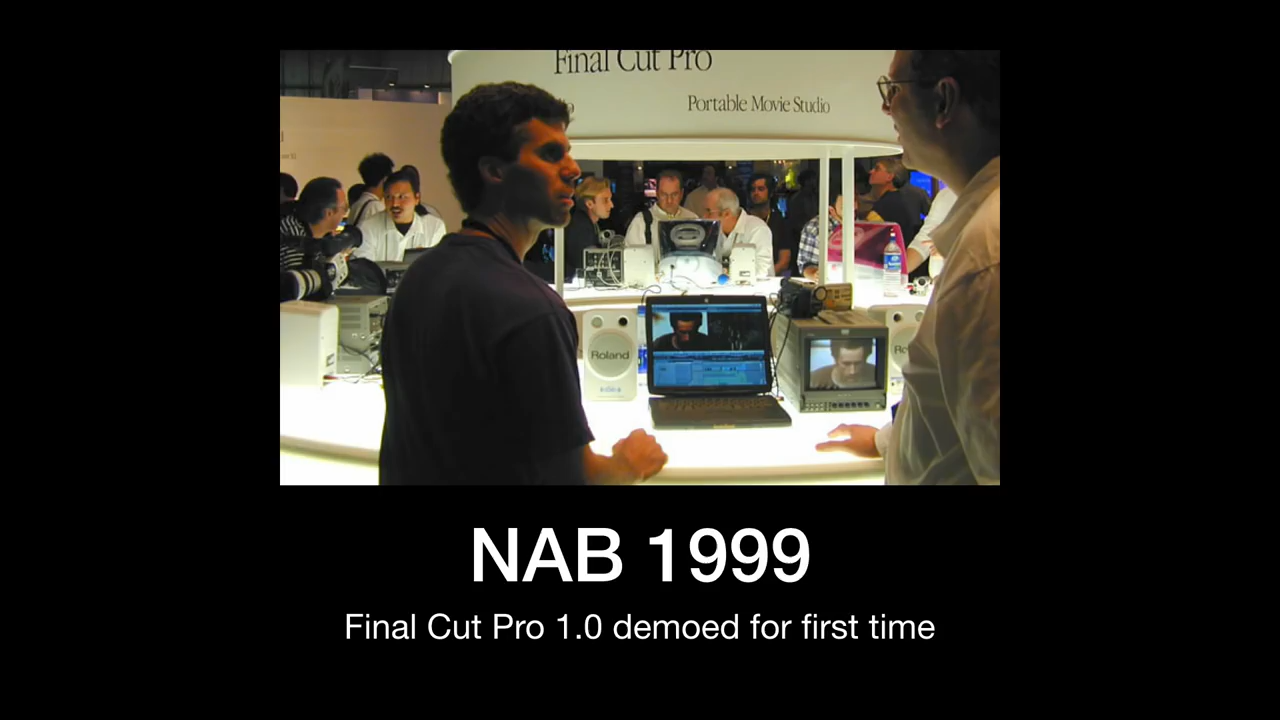 Final Cut Pro
Portable Movie Studio
Roland
NAB 1999
Final Cut Pro 1.0 demoed for first time